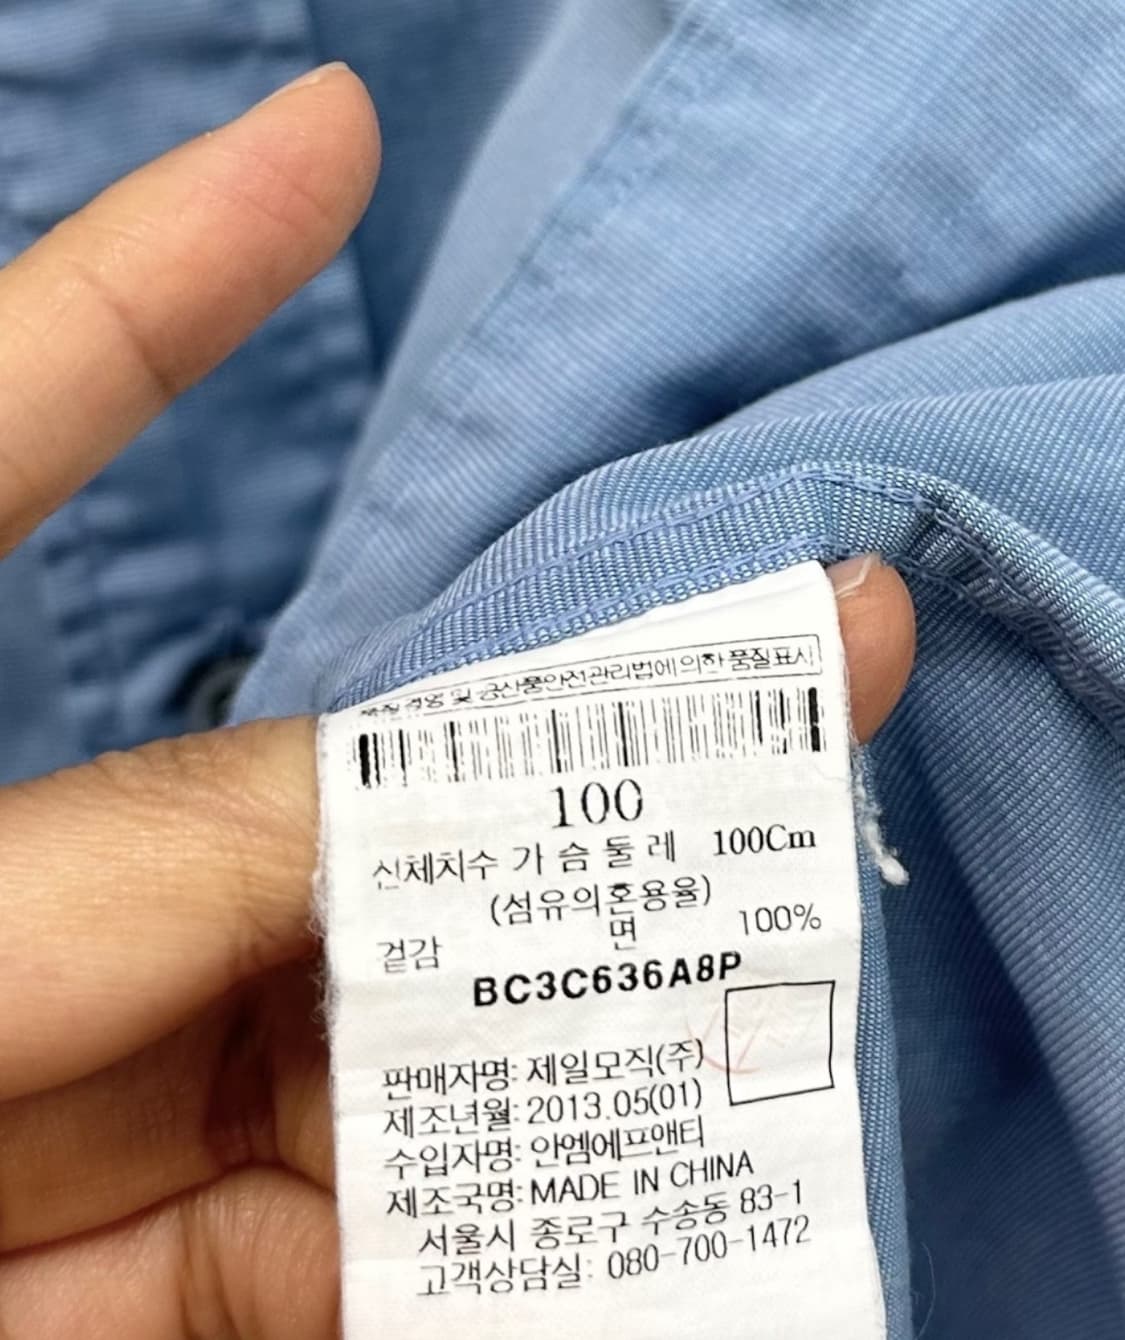 품질경영 및 공산품안전관리법에 의한 품질표시
100
신체치수 가 슴 둘 레 100Cm
(섬유의혼용율)
겉감 면 100%
BC3C636A8P
판매자명: 제일모직(주)
제조년월: 2013.05(01)
수입자명: 안엠에프앤티
제조국명: MADE IN CHINA
서울시 종로구 수송동 83-1
고객상담실: 080-700-1472